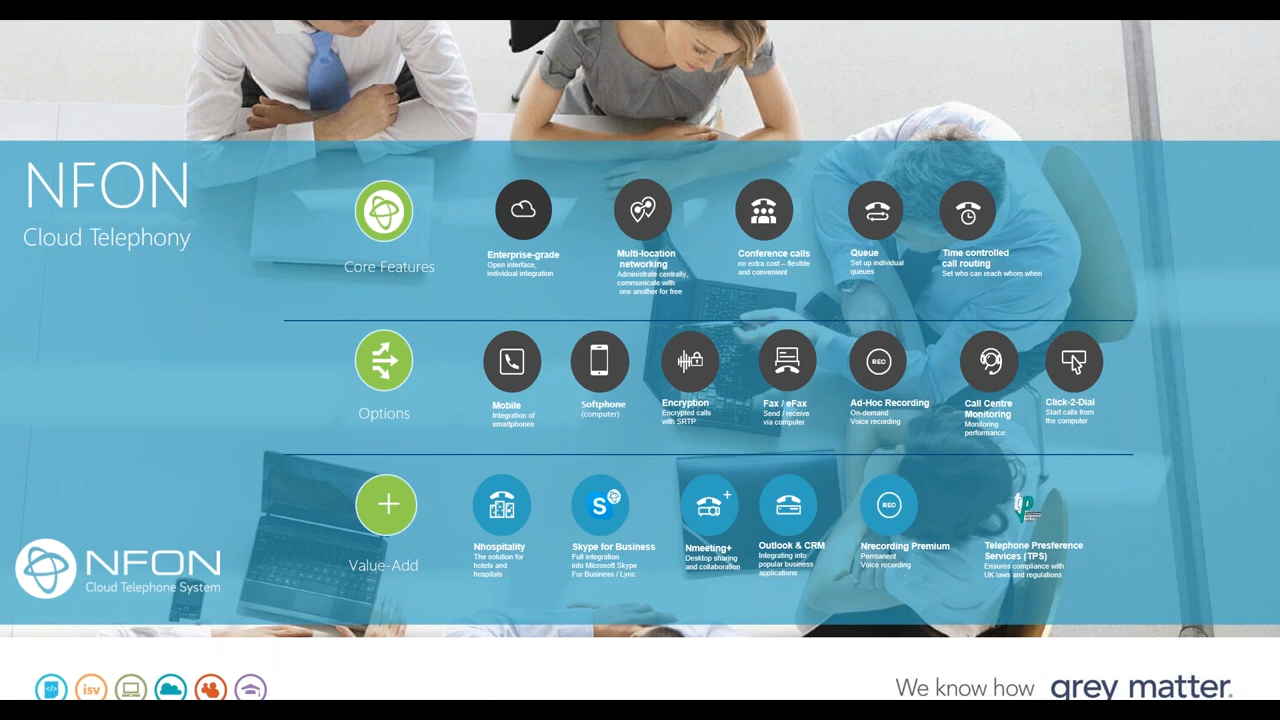 NFON
Cloud Telephony
Core Features
Enterprise-grade
Open interface,
individual integration
Multi-location
networking
Administrate centrally,
communicate with
one another for free
Conference calls
no extra cost – flexible
and convenient
Queue
Set up individual
queues
Time controlled
call routing
Set who can reach whom when
Options
Mobile
Integration of
smartphones
Softphone
(computer)
Encryption
Encrypted calls
with SRTP
Fax / eFax
Send / receive
via computer
REC
Ad-Hoc Recording
On-demand
Voice recording
Call Centre
Monitoring
Monitoring
performance
Click-2-Dial
Start calls from
the computer
Value-Add
Nhospitality
The solution for
hotels and
hospitals
S
Skype for Business
Full integration
into Microsoft Skype
For Business / Lync
Nmeeting+
Desktop sharing
and collaboration
Outlook & CRM
Integrating into
popular business
applications
REC
Nrecording Premium
Permanent
Voice recording
tp
Telephone Presference
Services (TPS)
Ensures compliance with
UK laws and regulations
NFON
Cloud Telephone System
</>
isv
We know how grey matter.